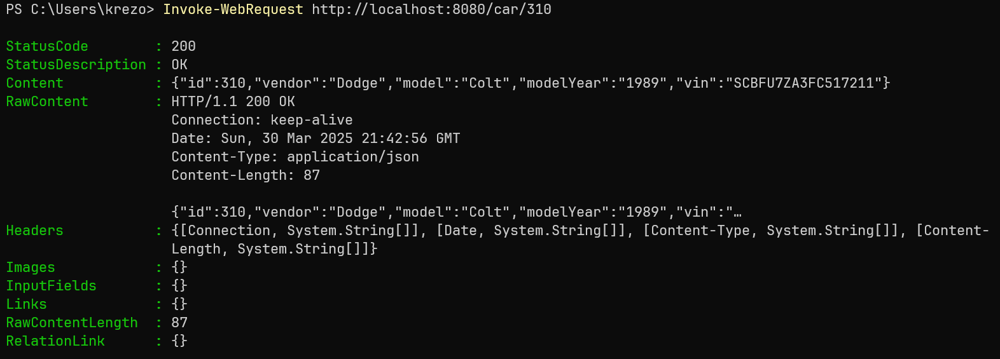 PS C:\Users\krezo> Invoke-WebRequest http://localhost:8080/car/310
StatusCode        : 200
StatusDescription : OK
Content           : {"id":310,"vendor":"Dodge","model":"Colt","modelYear":"1989","vin":"SCBFU7ZA3FC517211"}
RawContent        : HTTP/1.1 200 OK
                    Connection: keep-alive
                    Date: Sun, 30 Mar 2025 21:42:56 GMT
                    Content-Type: application/json
                    Content-Length: 87
                    {"id":310,"vendor":"Dodge","model":"Colt","modelYear":"1989","vin":"…
Headers           : {[Connection, System.String[]], [Date, System.String[]], [Content-Type, System.String[]], [Content-
                    Length, System.String[]]}
Images            : {}
InputFields       : {}
Links             : {}
RawContentLength  : 87
RelationLink      : {}